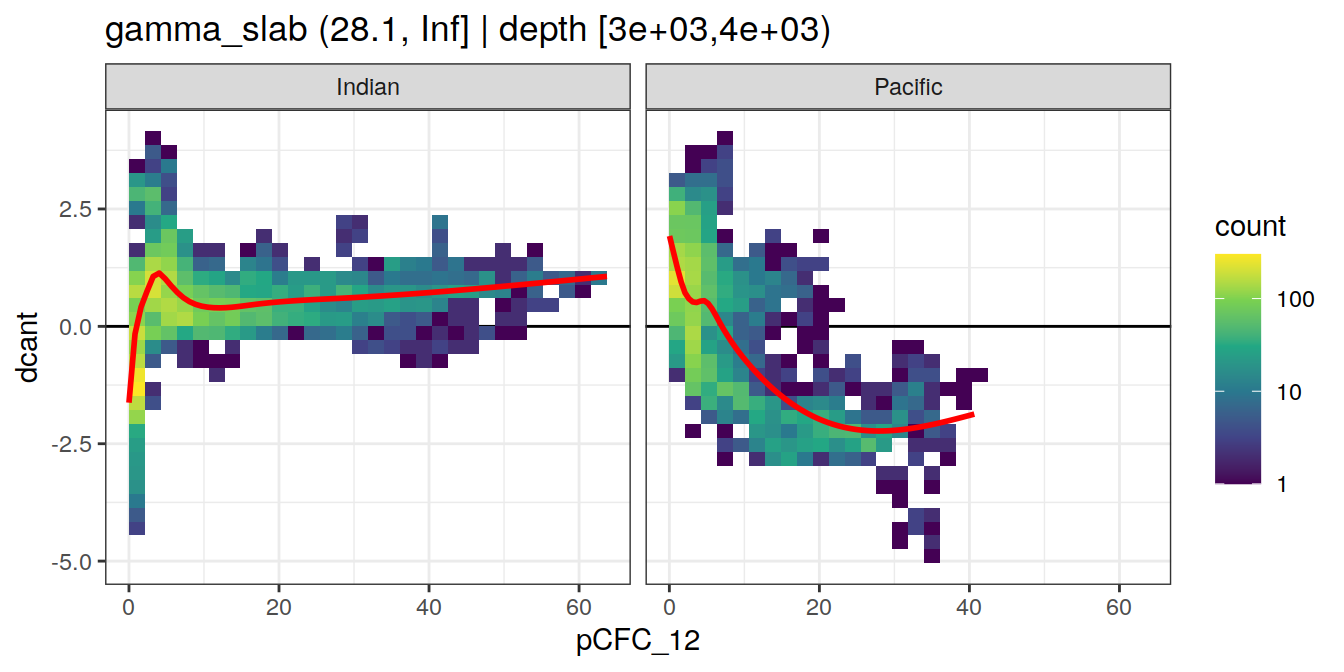 gamma_slab (28.1, Inf] | depth [3e+03,4e+03)
Indian
Pacific
dcant
2.5
0.0
-2.5
-5.0
0 20 40 60
0 20 40 60
pCFC_12
count
100
10
1